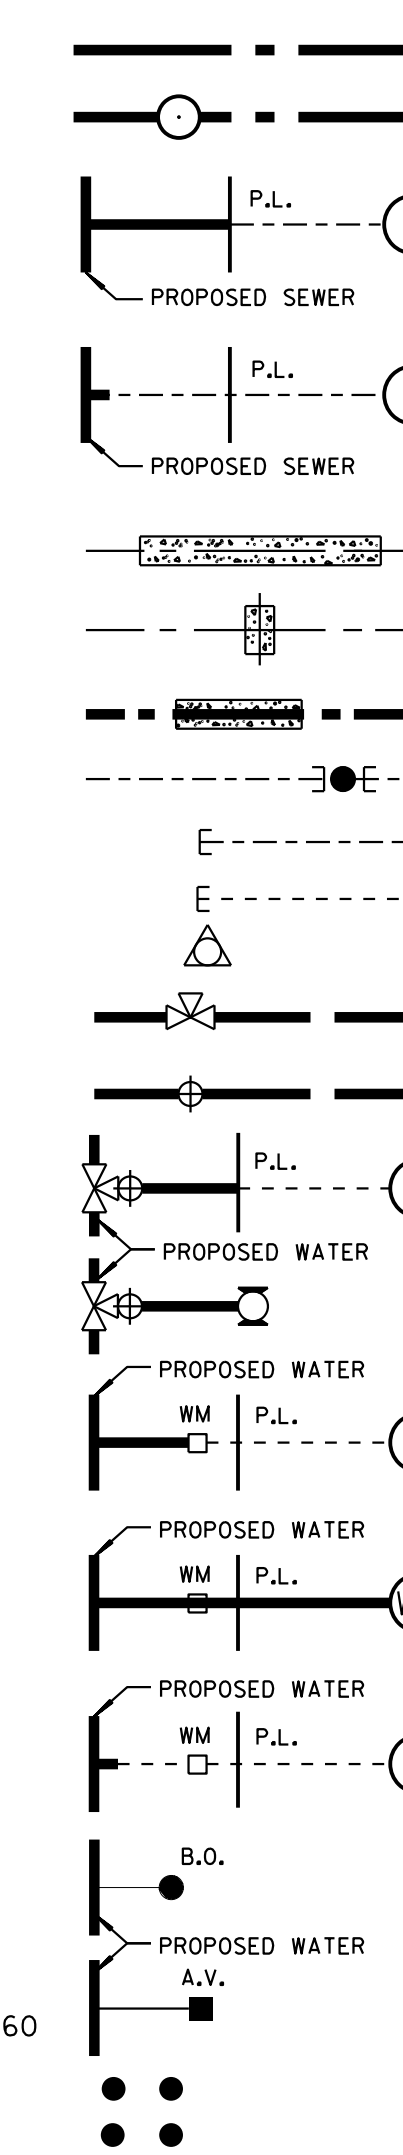 P.L.
PROPOSED SEWER
P.L.
PROPOSED SEWER
P.L.
PROPOSED WATER
PROPOSED WATER
WM P.L.
PROPOSED WATER
WM P.L.
PROPOSED WATER
WM P.L.
B.O.
PROPOSED WATER
A.V.
60